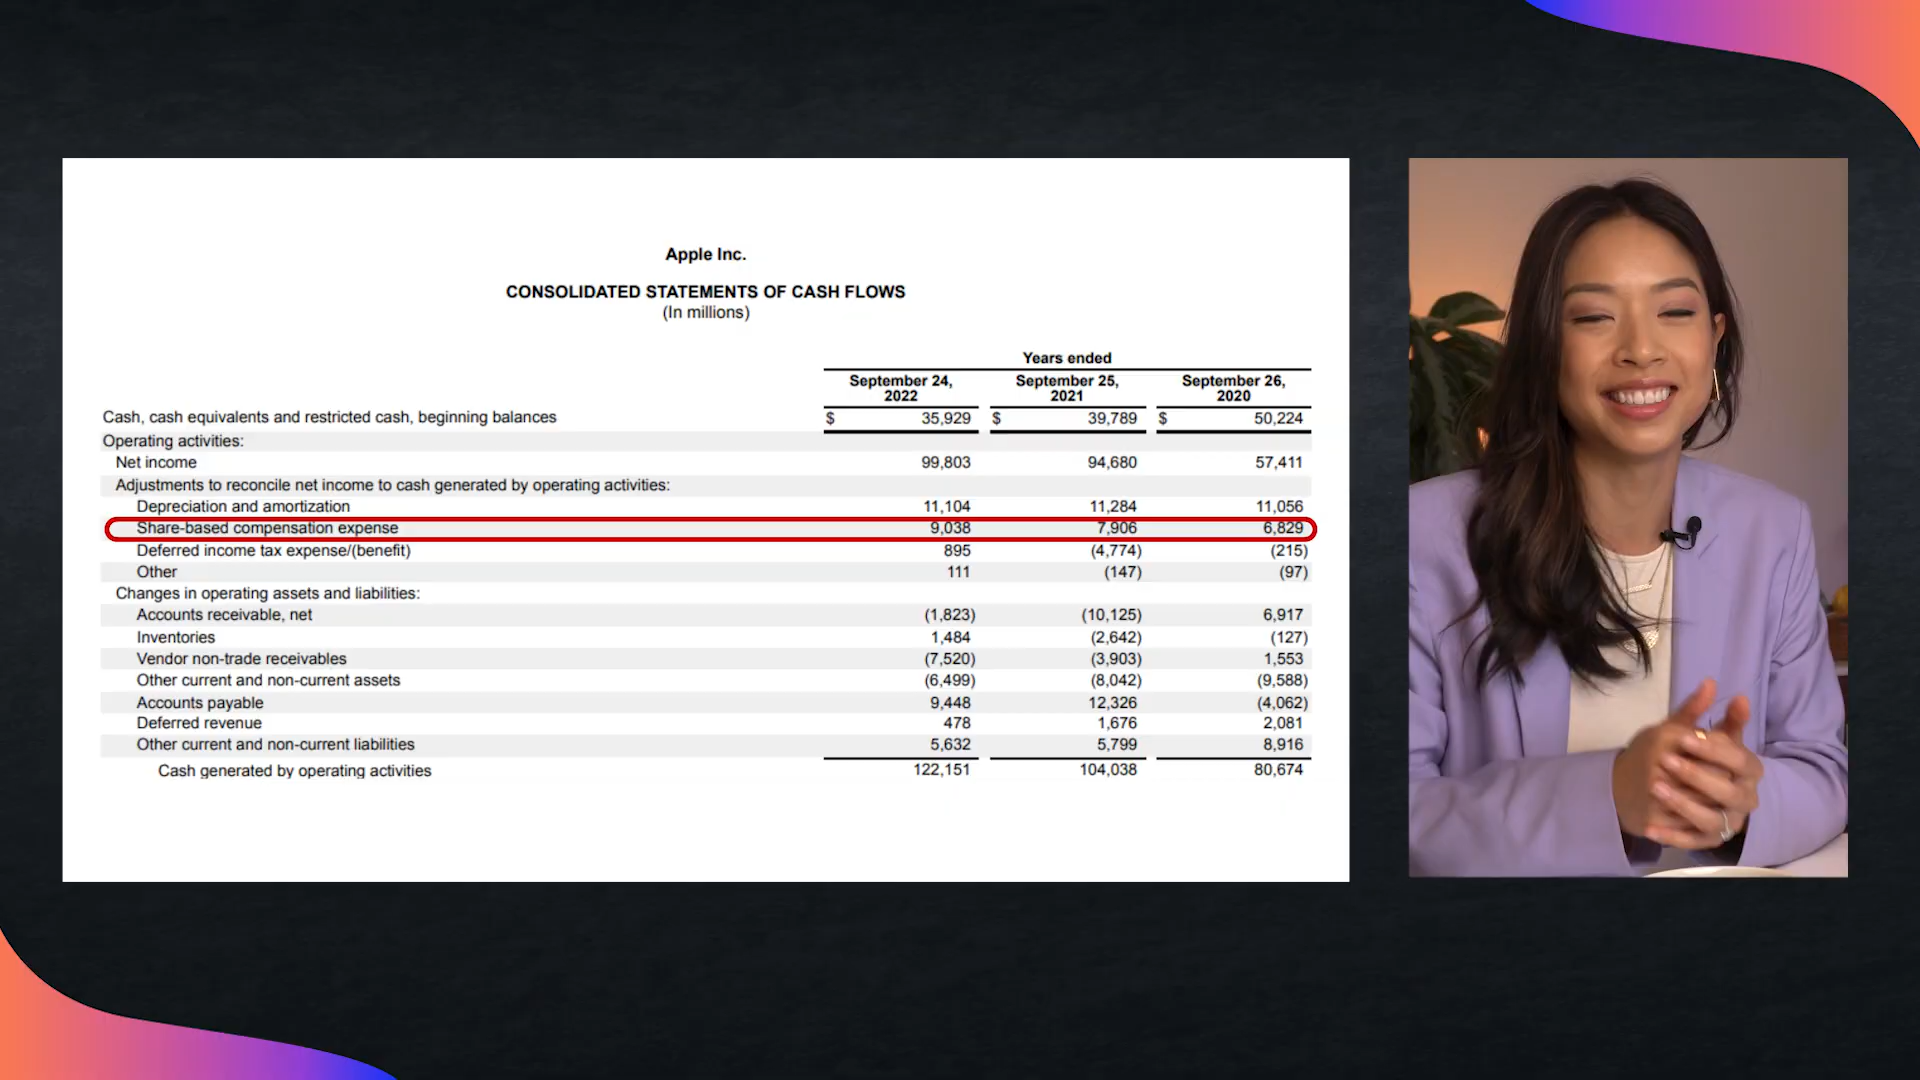 Apple Inc.
CONSOLIDATED STATEMENTS OF CASH FLOWS
(In millions)
Years ended
September 24, 2022 September 25, 2021 September 26, 2020
Cash, cash equivalents and restricted cash, beginning balances $ 35,929 $ 39,789 $ 50,224
Operating activities:
Net income 99,803 94,680 57,411
Adjustments to reconcile net income to cash generated by operating activities:
Depreciation and amortization 11,104 11,284 11,056
Share-based compensation expense 9,038 7,906 6,829
Deferred income tax expense/(benefit) 895 (4,774) (215)
Other 111 (147) (97)
Changes in operating assets and liabilities:
Accounts receivable, net (1,823) (10,125) 6,917
Inventories 1,484 (2,642) (127)
Vendor non-trade receivables (7,520) (3,903) 1,553
Other current and non-current assets (6,499) (8,042) (9,588)
Accounts payable 9,448 12,326 (4,062)
Deferred revenue 478 1,676 2,081
Other current and non-current liabilities 5,632 5,799 8,916
Cash generated by operating activities 122,151 104,038 80,674